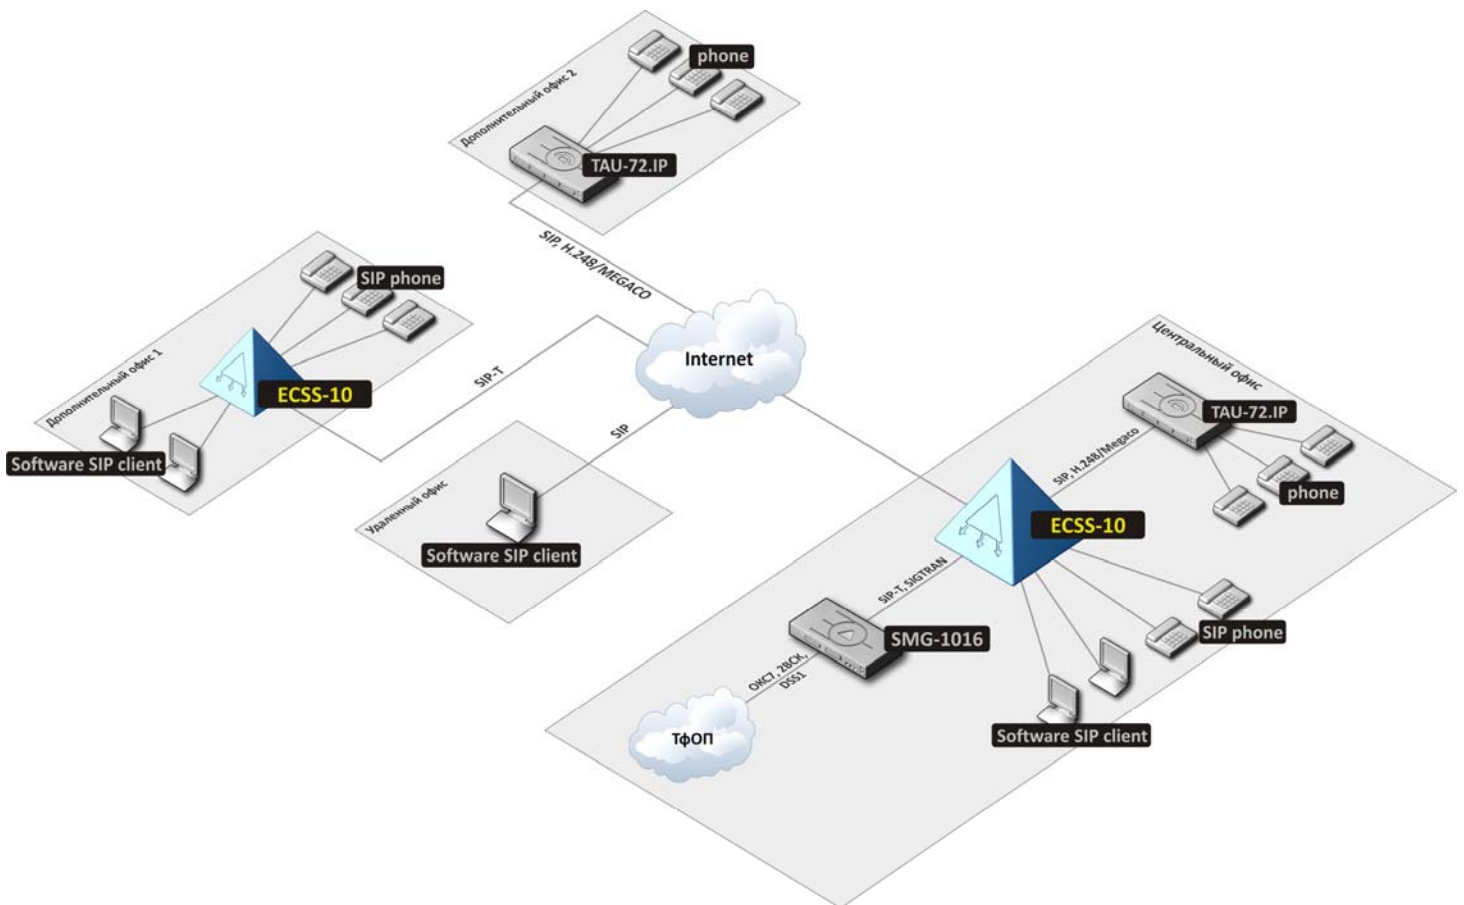 Дополнительный офис 2
phone
TAU-72.IP
SIP, H.248/MEGACO
Дополнительный офис 1
SIP phone
ECSS-10
Software SIP client
SIP-T
Internet
SIP
Удаленный офис
Software SIP client
Центральный офис
TAU-72.IP
SIP, H.248/Megaco
phone
ECSS-10
SIP-T, SIGTRAN
SMG-1016
SIP phone
ОКС7, 2ВСК,
DSS1
ТфОП
Software SIP client